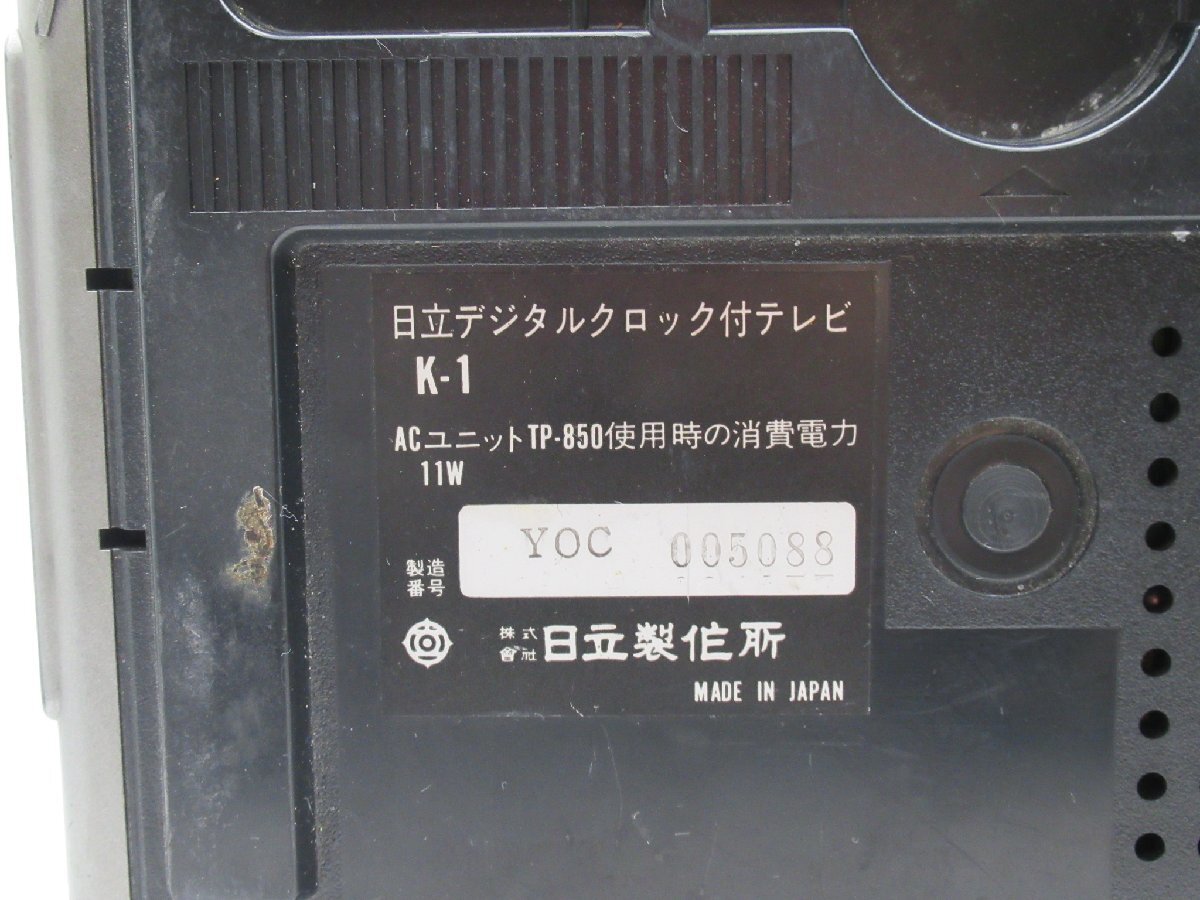 日立デジタルクロック付テレビ
K-1
ACユニットTP-850使用時の消費電力
11W
製造番号 YOC 005088
株式會社 日立製作所
MADE IN JAPAN